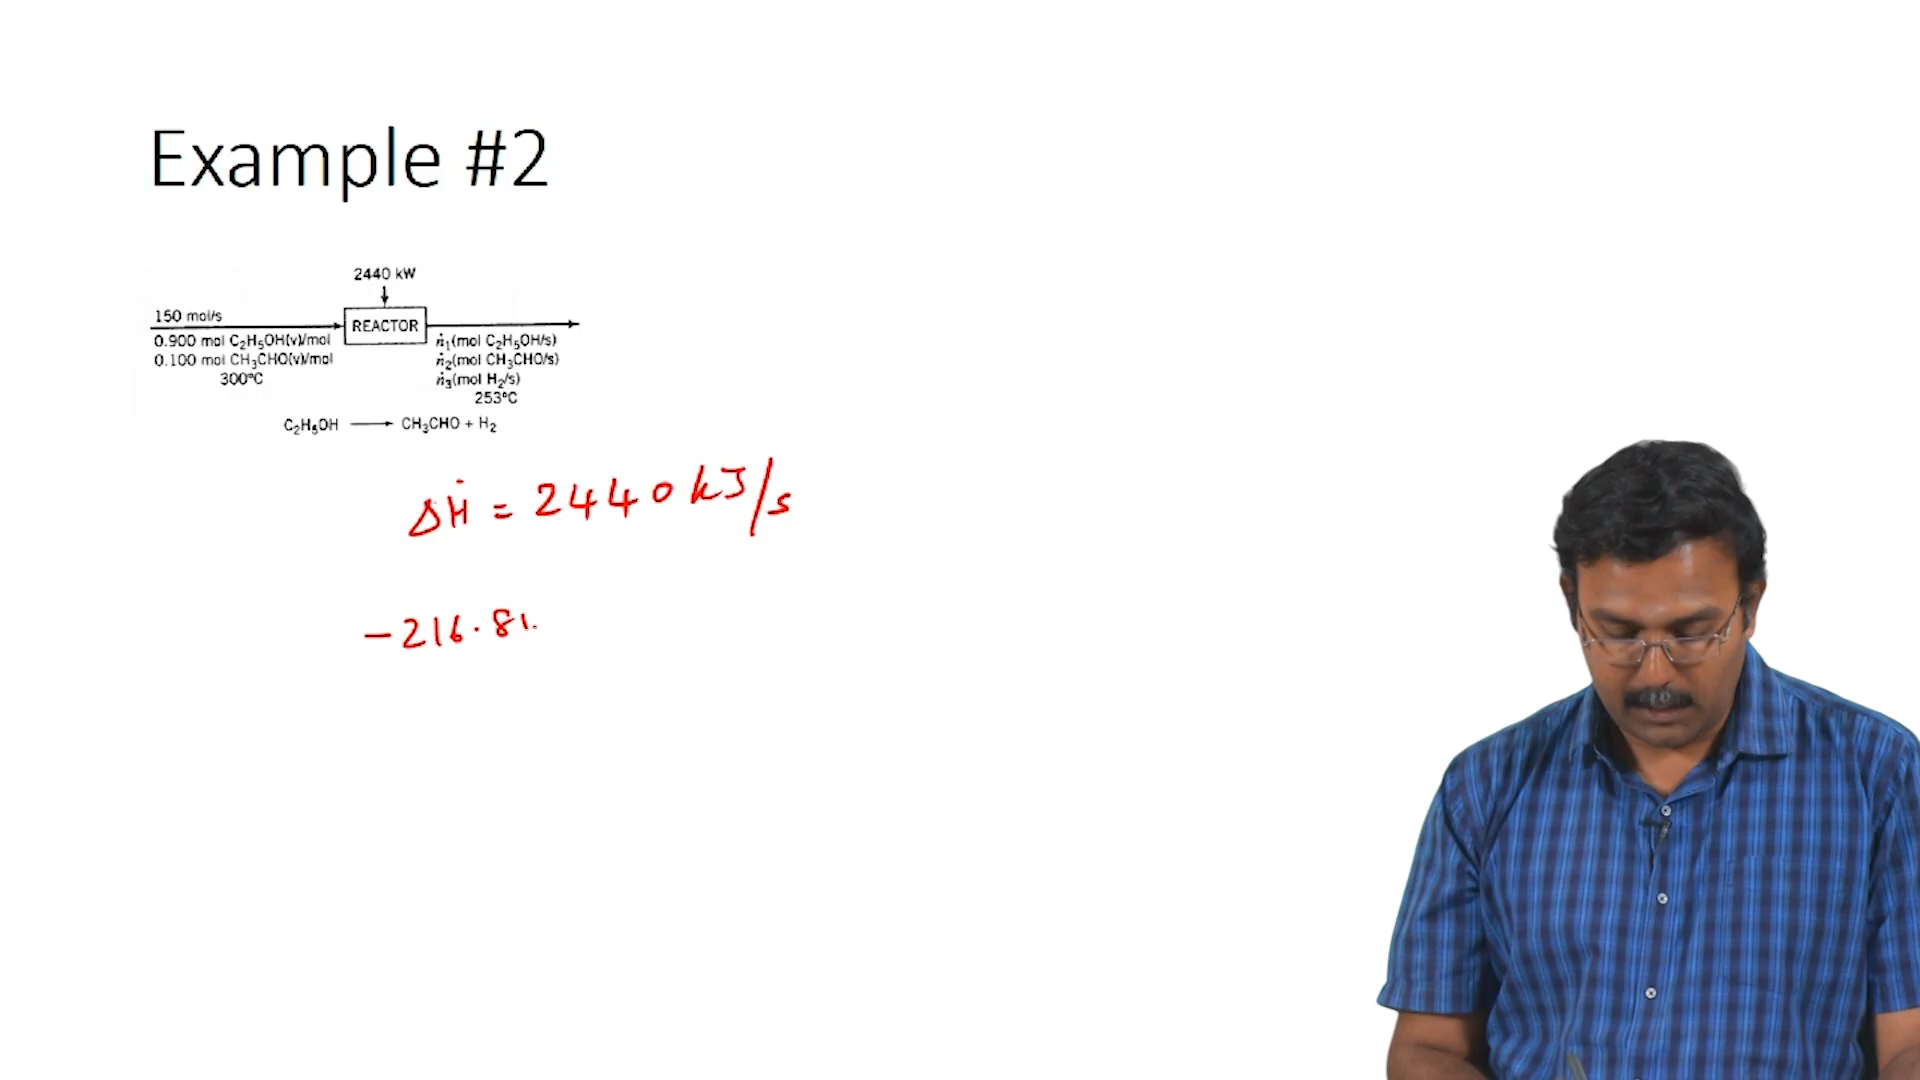 Example #2
2440 kW
150 mol/s
REACTOR
0.900 mol C₂H₅OH(v)/mol
0.100 mol CH₃CHO(v)/mol
300°C
ṅ₁(mol C₂H₅OH/s)
ṅ₂(mol CH₃CHO/s)
ṅ₃(mol H₂/s)
253°C
C₂H₅OH ⟶ CH₃CHO + H₂
ΔḢ = 2440 kJ/s
-216.81